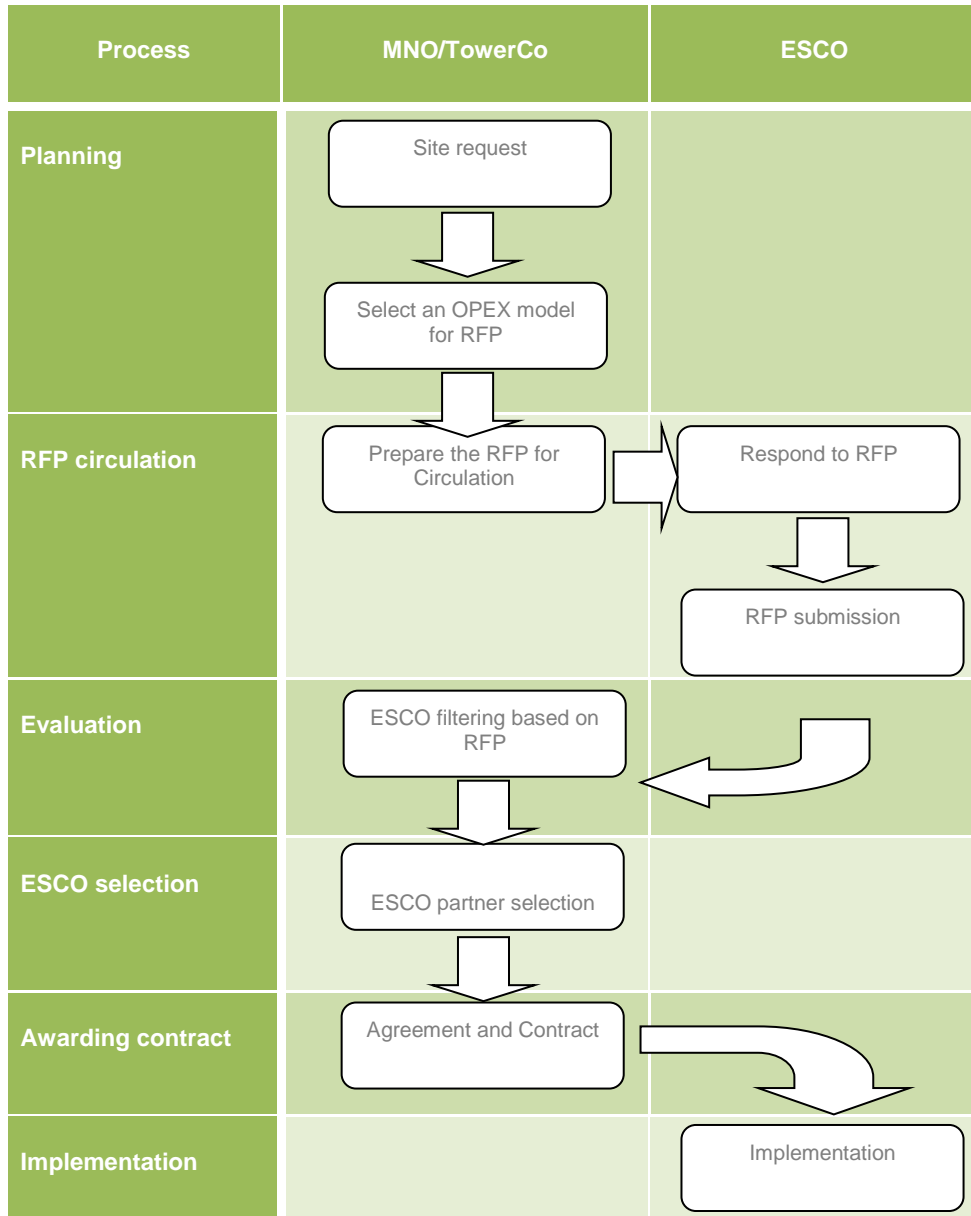 Process
MNO/TowerCo
ESCO
Planning
Site request
Select an OPEX model
for RFP
RFP circulation
Prepare the RFP for
Circulation
Respond to RFP
RFP submission
Evaluation
ESCO filtering based on
RFP
ESCO selection
ESCO partner selection
Awarding contract
Agreement and Contract
Implementation
Implementation